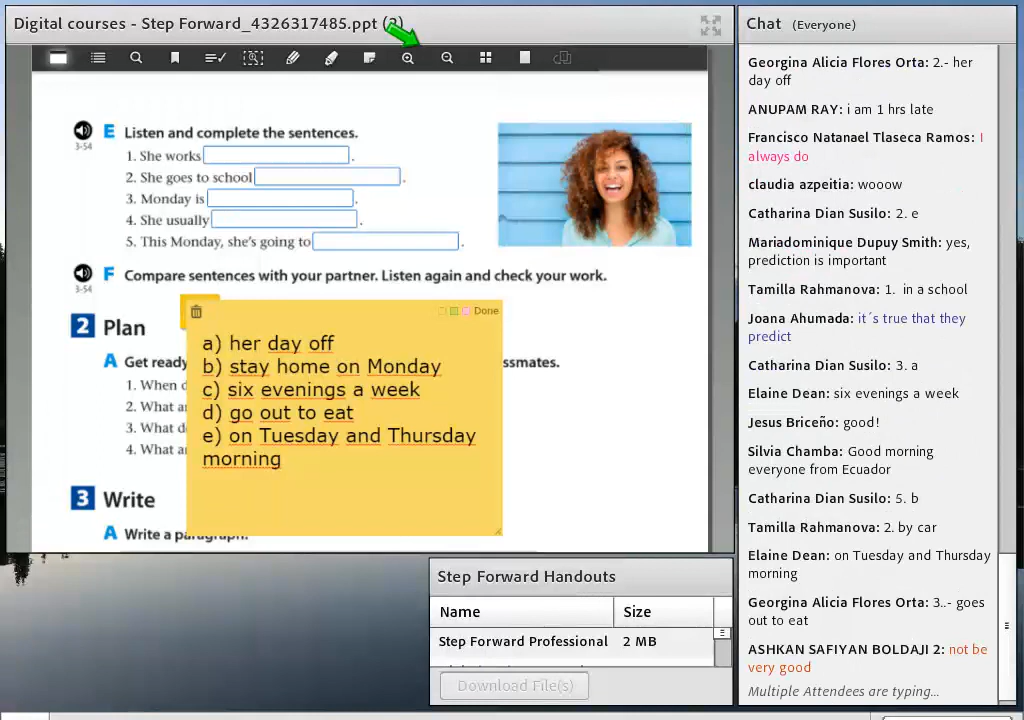 Digital courses - Step Forward_4326317485.ppt (2)
E Listen and complete the sentences.
3-54
1. She works .
2. She goes to school .
3. Monday is .
4. She usually .
5. This Monday, she's going to .
F Compare sentences with your partner. Listen again and check your work.
3-54
2 Plan
A Get ready
ssmates.
1. When d
2. What a
3. What d
4. What a
3 Write
A Write a paragraph.
Done
a) her day off
b) stay home on Monday
c) six evenings a week
d) go out to eat
e) on Tuesday and Thursday
morning
Step Forward Handouts
Name Size
Step Forward Professional 2 MB
Download File(s)
Chat (Everyone)
Georgina Alicia Flores Orta: 2.- her
day off
ANUPAM RAY: i am 1 hrs late
Francisco Natanael Tlaseca Ramos: I
always do
claudia azpeitia: wooow
Catharina Dian Susilo: 2. e
Mariadominique Dupuy Smith: yes,
prediction is important
Tamilla Rahmanova: 1. in a school
Joana Ahumada: it´s true that they
predict
Catharina Dian Susilo: 3. a
Elaine Dean: six evenings a week
Jesus Briceño: good!
Silvia Chamba: Good morning
everyone from Ecuador
Catharina Dian Susilo: 5. b
Tamilla Rahmanova: 2. by car
Elaine Dean: on Tuesday and Thursday
morning
Georgina Alicia Flores Orta: 3..- goes
out to eat
ASHKAN SAFIYAN BOLDAJI 2: not be
very good
Multiple Attendees are typing...